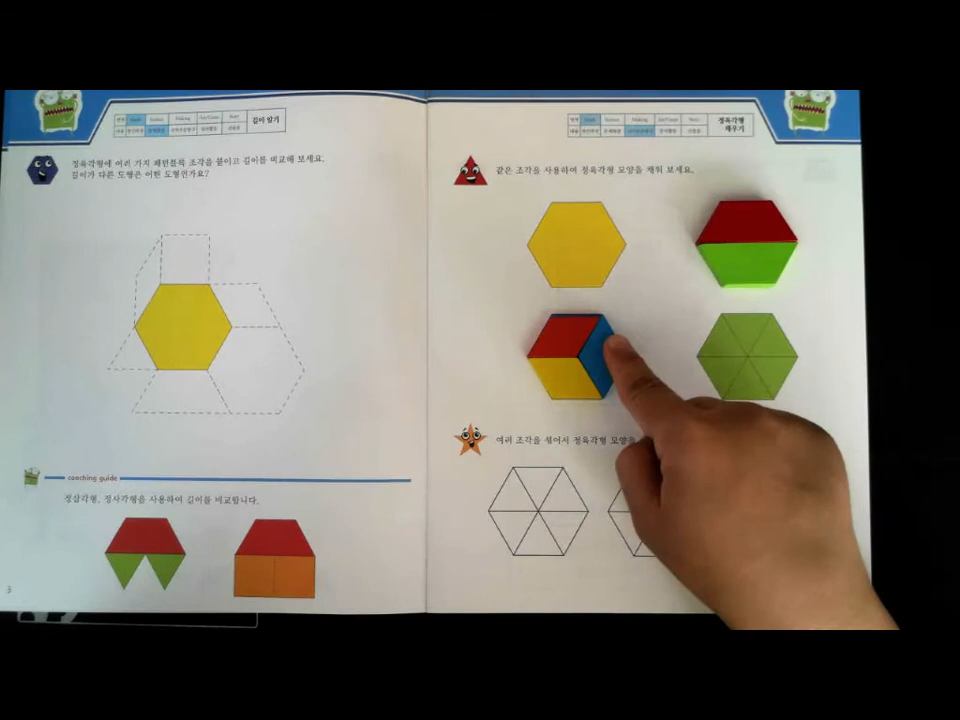 길이 알기
정육각형에 여러 가지 패턴블록 조각을 붙이고 길이를 비교해 보세요.
길이가 다른 도형은 어떤 도형인가요?
coaching guide
정삼각형, 정사각형을 사용하여 길이를 비교합니다.
3
정육각형
채우기
같은 조각을 사용하여 정육각형 모양을 채워 보세요.
여러 조각을 섞어서 정육각형 모양을